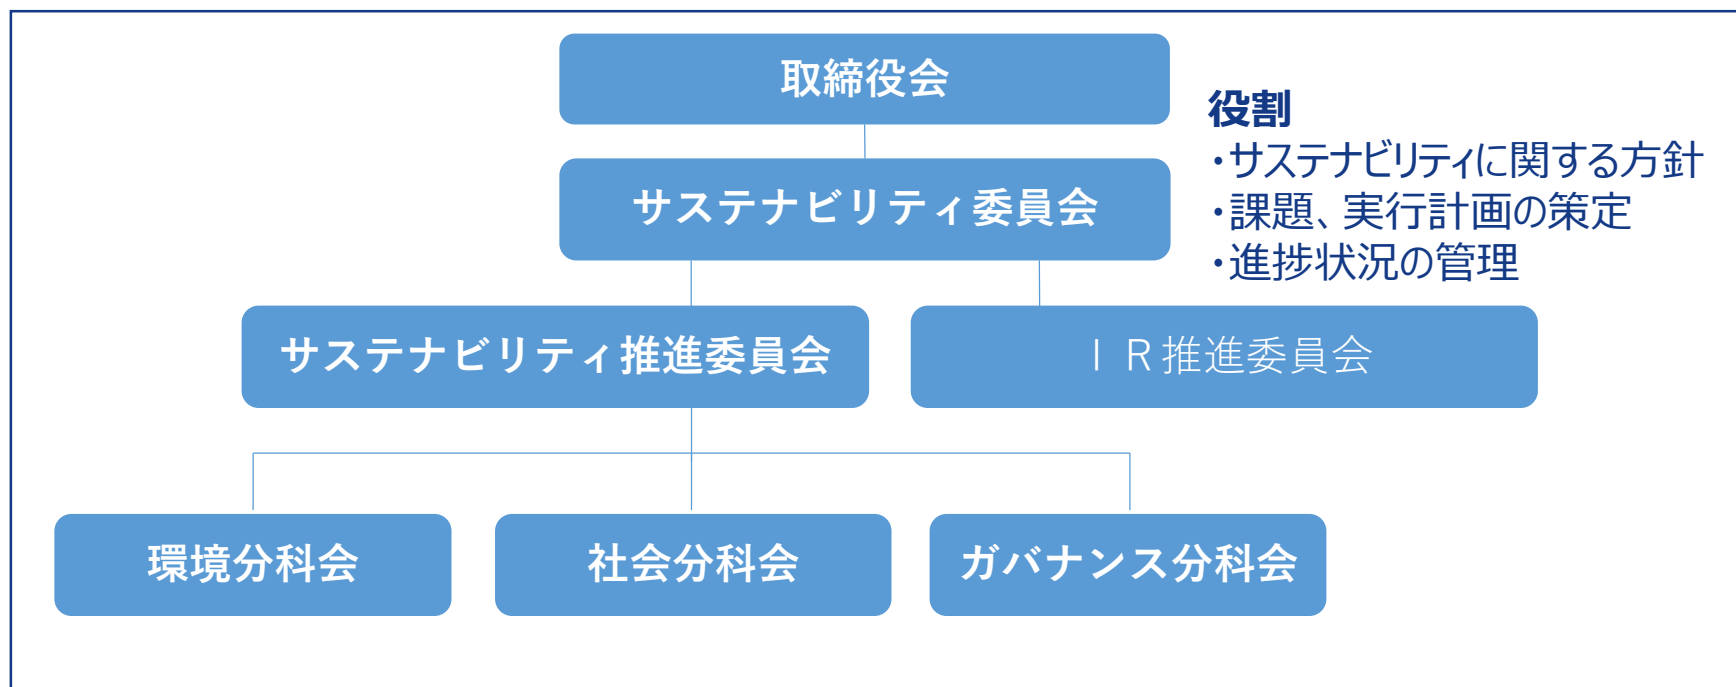 取締役会
役割
・サステナビリティに関する方針
・課題、実行計画の策定
・進捗状況の管理
サステナビリティ委員会
サステナビリティ推進委員会
ＩＲ推進委員会
環境分科会
社会分科会
ガバナンス分科会